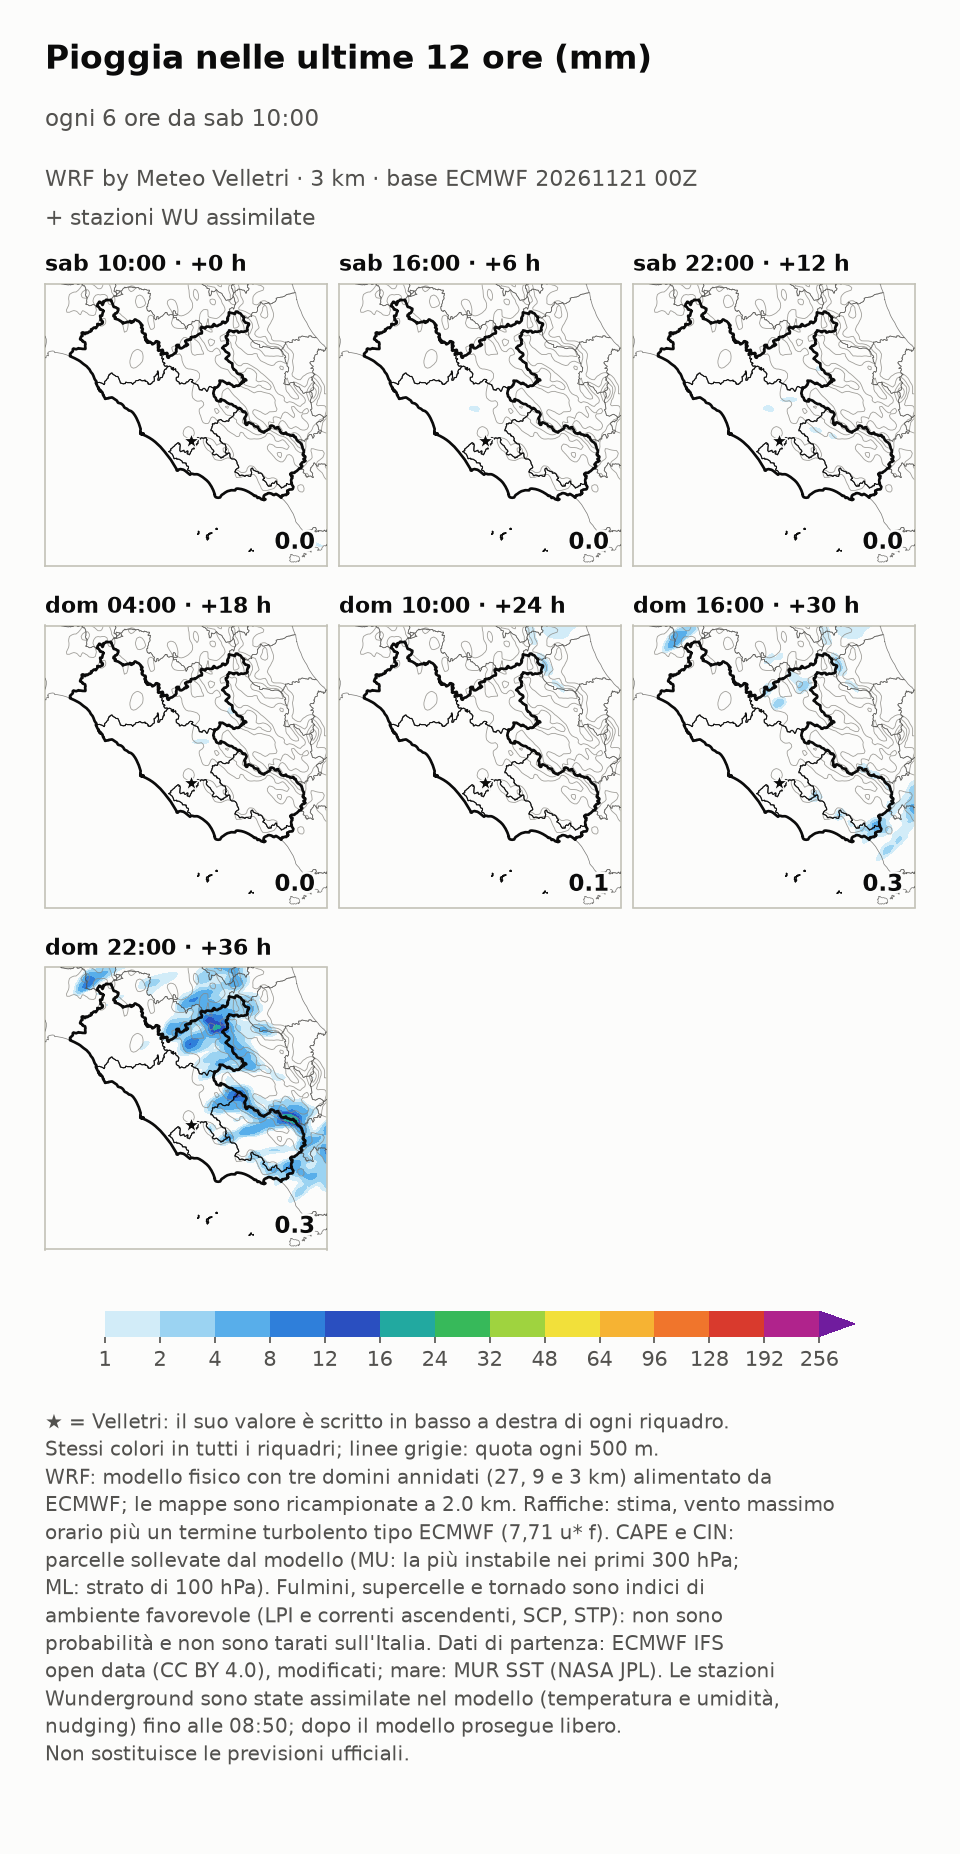 Pioggia nelle ultime 12 ore (mm)
ogni 6 ore da sab 10:00
WRF by Meteo Velletri · 3 km · base ECMWF 20261121 00Z
+ stazioni WU assimilate
sab 10:00 · +0 h
sab 16:00 · +6 h
sab 22:00 · +12 h
0.0
0.0
0.0
dom 04:00 · +18 h
dom 10:00 · +24 h
dom 16:00 · +30 h
0.0
0.1
0.3
dom 22:00 · +36 h
0.3
1 2 4 8 12 16 24 32 48 64 96 128 192 256
★ = Velletri: il suo valore è scritto in basso a destra di ogni riquadro.
Stessi colori in tutti i riquadri; linee grigie: quota ogni 500 m.
WRF: modello fisico con tre domini annidati (27, 9 e 3 km) alimentato da
ECMWF; le mappe sono ricampionate a 2.0 km. Raffiche: stima, vento massimo
orario più un termine turbolento tipo ECMWF (7,71 u* f). CAPE e CIN:
parcelle sollevate dal modello (MU: la più instabile nei primi 300 hPa;
ML: strato di 100 hPa). Fulmini, supercelle e tornado sono indici di
ambiente favorevole (LPI e correnti ascendenti, SCP, STP): non sono
probabilità e non sono tarati sull'Italia. Dati di partenza: ECMWF IFS
open data (CC BY 4.0), modificati; mare: MUR SST (NASA JPL). Le stazioni
Wunderground sono state assimilate nel modello (temperatura e umidità,
nudging) fino alle 08:50; dopo il modello prosegue libero.
Non sostituisce le previsioni ufficiali.